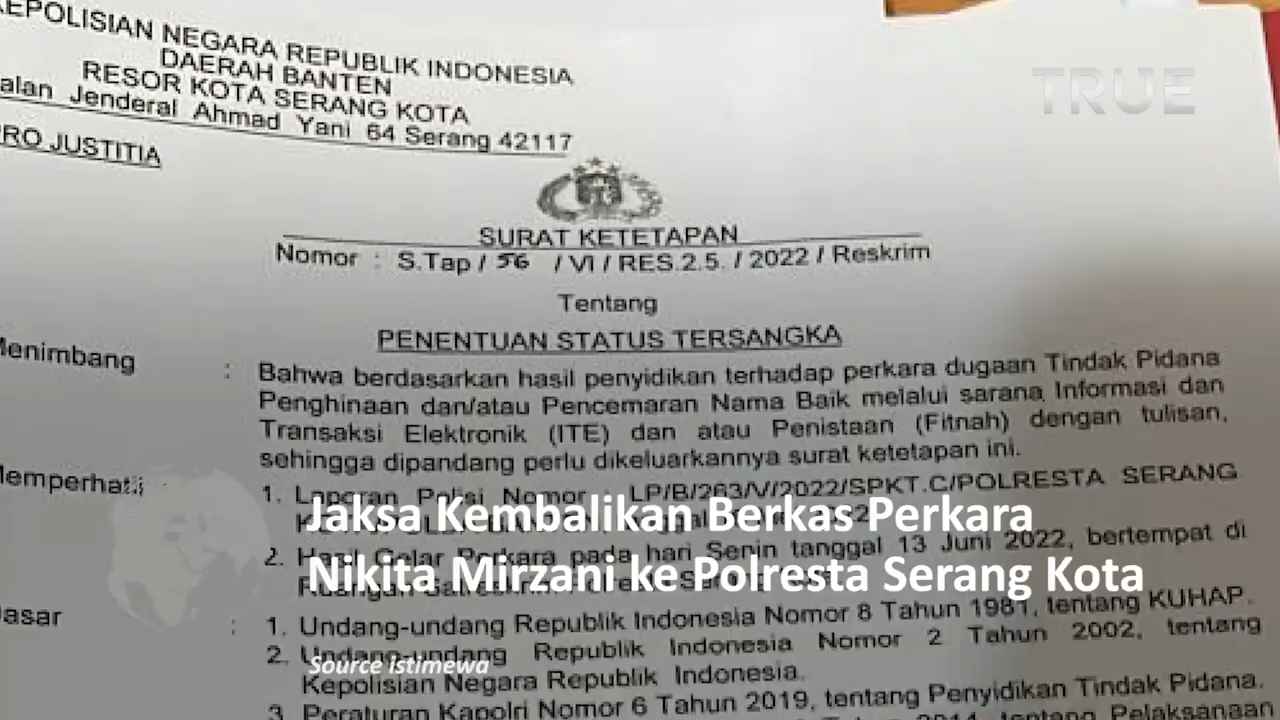 KEPOLISIAN NEGARA REPUBLIK INDONESIA
DAERAH BANTEN
RESOR KOTA SERANG KOTA
Jalan Jenderal Ahmad Yani 64 Serang 42117
PRO JUSTITIA
TRUE
SURAT KETETAPAN
Nomor : S.Tap / 56 / VI / RES.2.5. / 2022 / Reskrim
Tentang
PENENTUAN STATUS TERSANGKA
Menimbang : Bahwa berdasarkan hasil penyidikan terhadap perkara dugaan Tindak Pidana
Penghinaan dan/atau Pencemaran Nama Baik melalui sarana Informasi dan
Transaksi Elektronik (ITE) dan atau Penistaan (Fitnah) dengan tulisan,
sehingga dipandang perlu dikeluarkannya surat ketetapan ini.
Memperhati 1. Laporan Polisi Nomor : LP/B/263/V/2022/SPKT.C/POLRESTA SERANG
Jaksa Kembalikan Berkas Perkara
2. Hasil Gelar Perkara pada hari Senin tanggal 13 Juni 2022, bertempat di
Nikita Mirzani ke Polresta Serang Kota
Dasar : 1. Undang-undang Republik Indonesia Nomor 8 Tahun 1981, tentang KUHAP.
2. Undang-undang Republik Indonesia Nomor 2 Tahun 2002, tentang
Source Istimewa
Kepolisian Negara Republik Indonesia.
3. Peraturan Kapolri Nomor 6 Tahun 2019, tentang Penyidikan Tindak Pidana.
2014, tentang Pelaksanaan